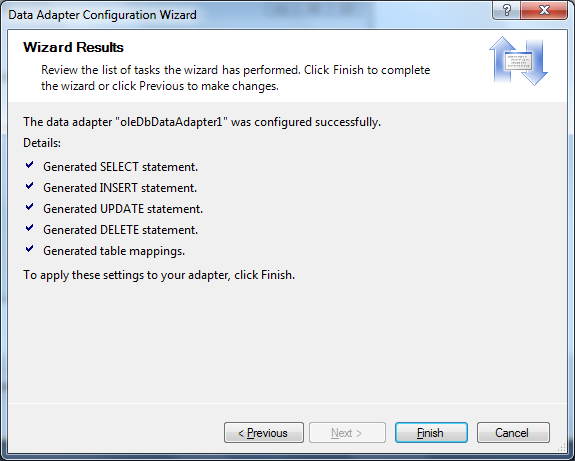 Data Adapter Configuration Wizard
Wizard Results
Review the list of tasks the wizard has performed. Click Finish to complete
the wizard or click Previous to make changes.
The data adapter "oleDbDataAdapter1" was configured successfully.
Details:
Generated SELECT statement.
Generated INSERT statement.
Generated UPDATE statement.
Generated DELETE statement.
Generated table mappings.
To apply these settings to your adapter, click Finish.
< Previous Next > Finish Cancel